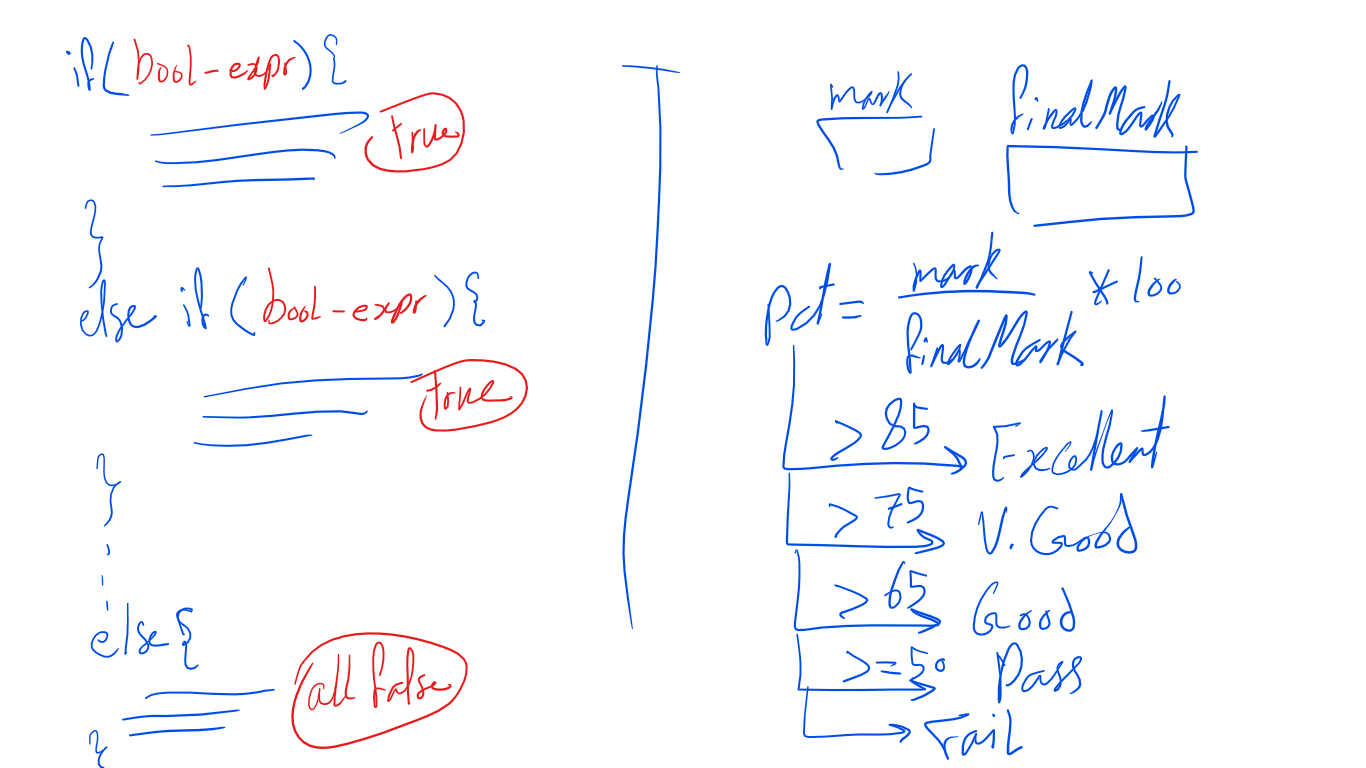 if( bool-expr) {
true
}
else if ( bool-expr ) {
true
}
else {
all false
}
mark
finalMark
pct = mark / finalMark * 100
> 85 Excellent
> 75 V. Good
> 65 Good
>=50 Pass
Fail